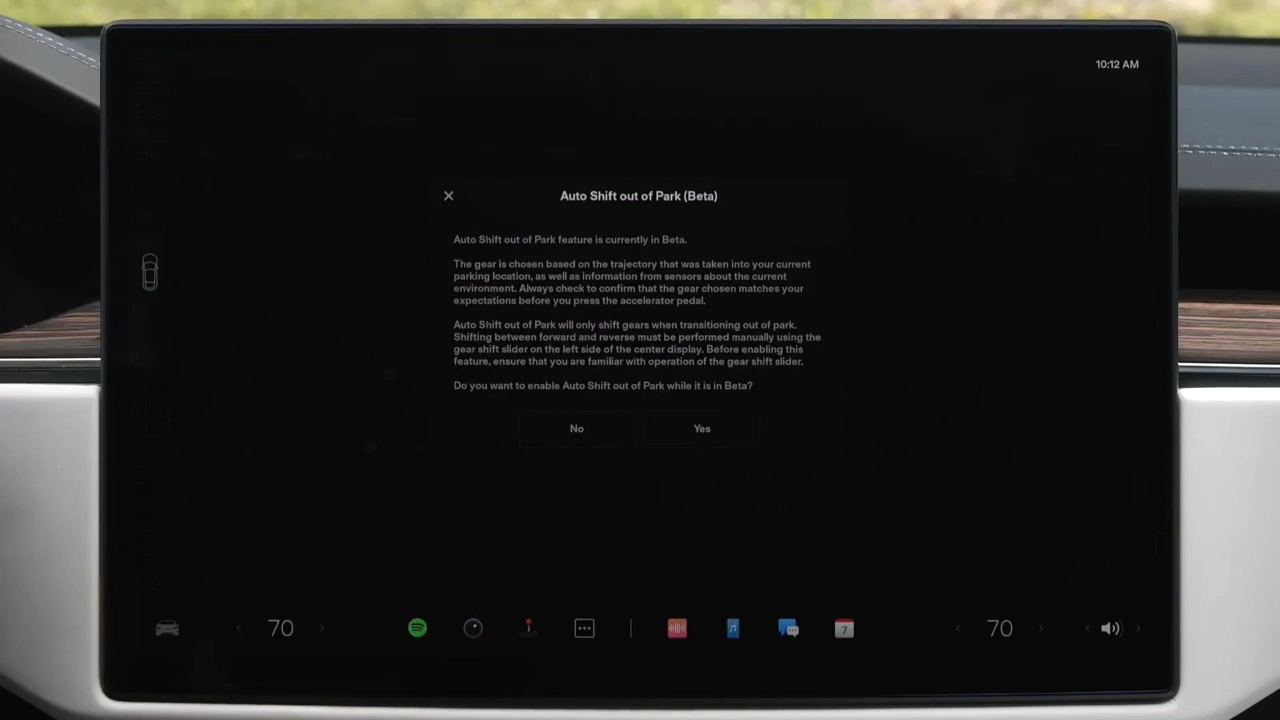 10:12 AM
Auto Shift out of Park (Beta)
Auto Shift out of Park feature is currently in Beta.
The gear is chosen based on the trajectory that was taken into your current
parking location, as well as information from sensors about the current
environment. Always check to confirm that the gear chosen matches your
expectations before you press the accelerator pedal.
Auto Shift out of Park will only shift gears when transitioning out of park.
Shifting between forward and reverse must be performed manually using the
gear shift slider on the left side of the center display. Before enabling this
feature, ensure that you are familiar with operation of the gear shift slider.
Do you want to enable Auto Shift out of Park while it is in Beta?
No Yes
70 7 70